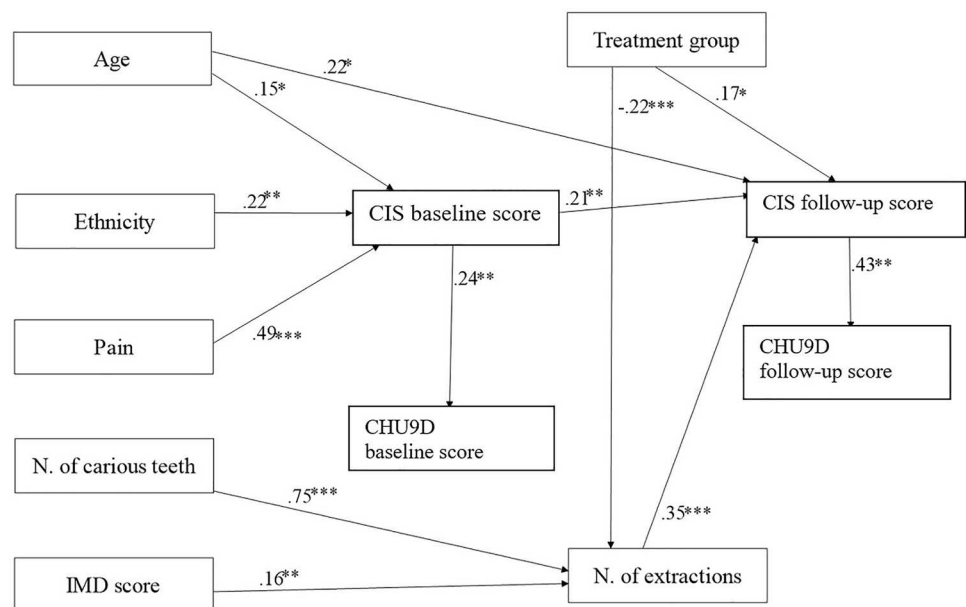 Age
Treatment group
.22*
.15*
-.22***
.17*
Ethnicity
.22**
CIS baseline score
.21**
CIS follow-up score
.24**
.43**
Pain
.49***
CHU9D
follow-up score
CHU9D
baseline score
N. of carious teeth
.75***
.35***
IMD score
.16**
N. of extractions